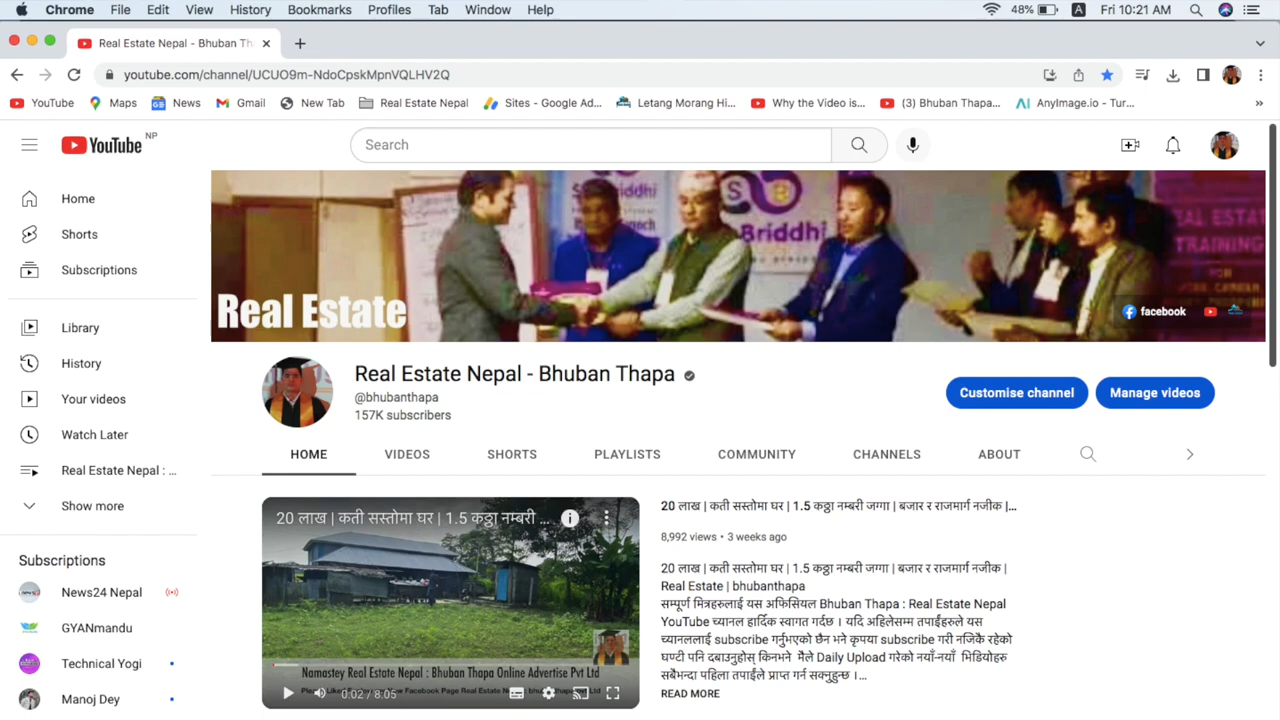 Chrome File Edit View History Bookmarks Profiles Tab Window Help 48% A Fri 10:21 AM
Real Estate Nepal - Bhuban Th
youtube.com/channel/UCUO9m-NdoCpskMpnVQLHV2Q
YouTube Maps News Gmail New Tab Real Estate Nepal Sites - Google Ad... Letang Morang Hi... Why the Video is... (3) Bhuban Thapa... AnyImage.io - Tur...
YouTube NP
Search
Home
Shorts
Subscriptions
Library
History
Your videos
Watch Later
Real Estate Nepal : ...
Show more
Subscriptions
News24 Nepal
GYANmandu
Technical Yogi
Manoj Dey
Briddhi
REAL ESTATE
TRAINING
FOR
Real Estate
facebook
Real Estate Nepal - Bhuban Thapa
@bhubanthapa
157K subscribers
Customise channel Manage videos
HOME VIDEOS SHORTS PLAYLISTS COMMUNITY CHANNELS ABOUT
20 लाख | कती सस्तोमा घर | 1.5 कठ्ठा नम्बरी ...
Namastey Real Estate Nepal : Bhuban Thapa Online Advertise Pvt Ltd
0:02 / 8:05
20 लाख | कती सस्तोमा घर | 1.5 कठ्ठा नम्बरी जग्गा | बजार र राजमार्ग नजीक |...
8,992 views • 3 weeks ago
20 लाख | कती सस्तोमा घर | 1.5 कठ्ठा नम्बरी जग्गा | बजार र राजमार्ग नजीक |
Real Estate | bhubanthapa
सम्पूर्ण मित्रहरुलाई यस अफिसियल Bhuban Thapa : Real Estate Nepal
YouTube च्यानल हार्दिक स्वागत गर्दछ । यदि अहिलेसम्म तपाईंहरुले यस
च्यानललाई subscribe गर्नुभएको छैन भने कृपया subscribe गरी नजिकै रहेको
घण्टी पनि दबाउनुहोस् किनभने मैले Daily Upload गरेको नयाँ-नयाँ भिडियोहरु
सबैभन्दा पहिला तपाईंले प्राप्त गर्न सक्नुहुन्छ ।...
READ MORE